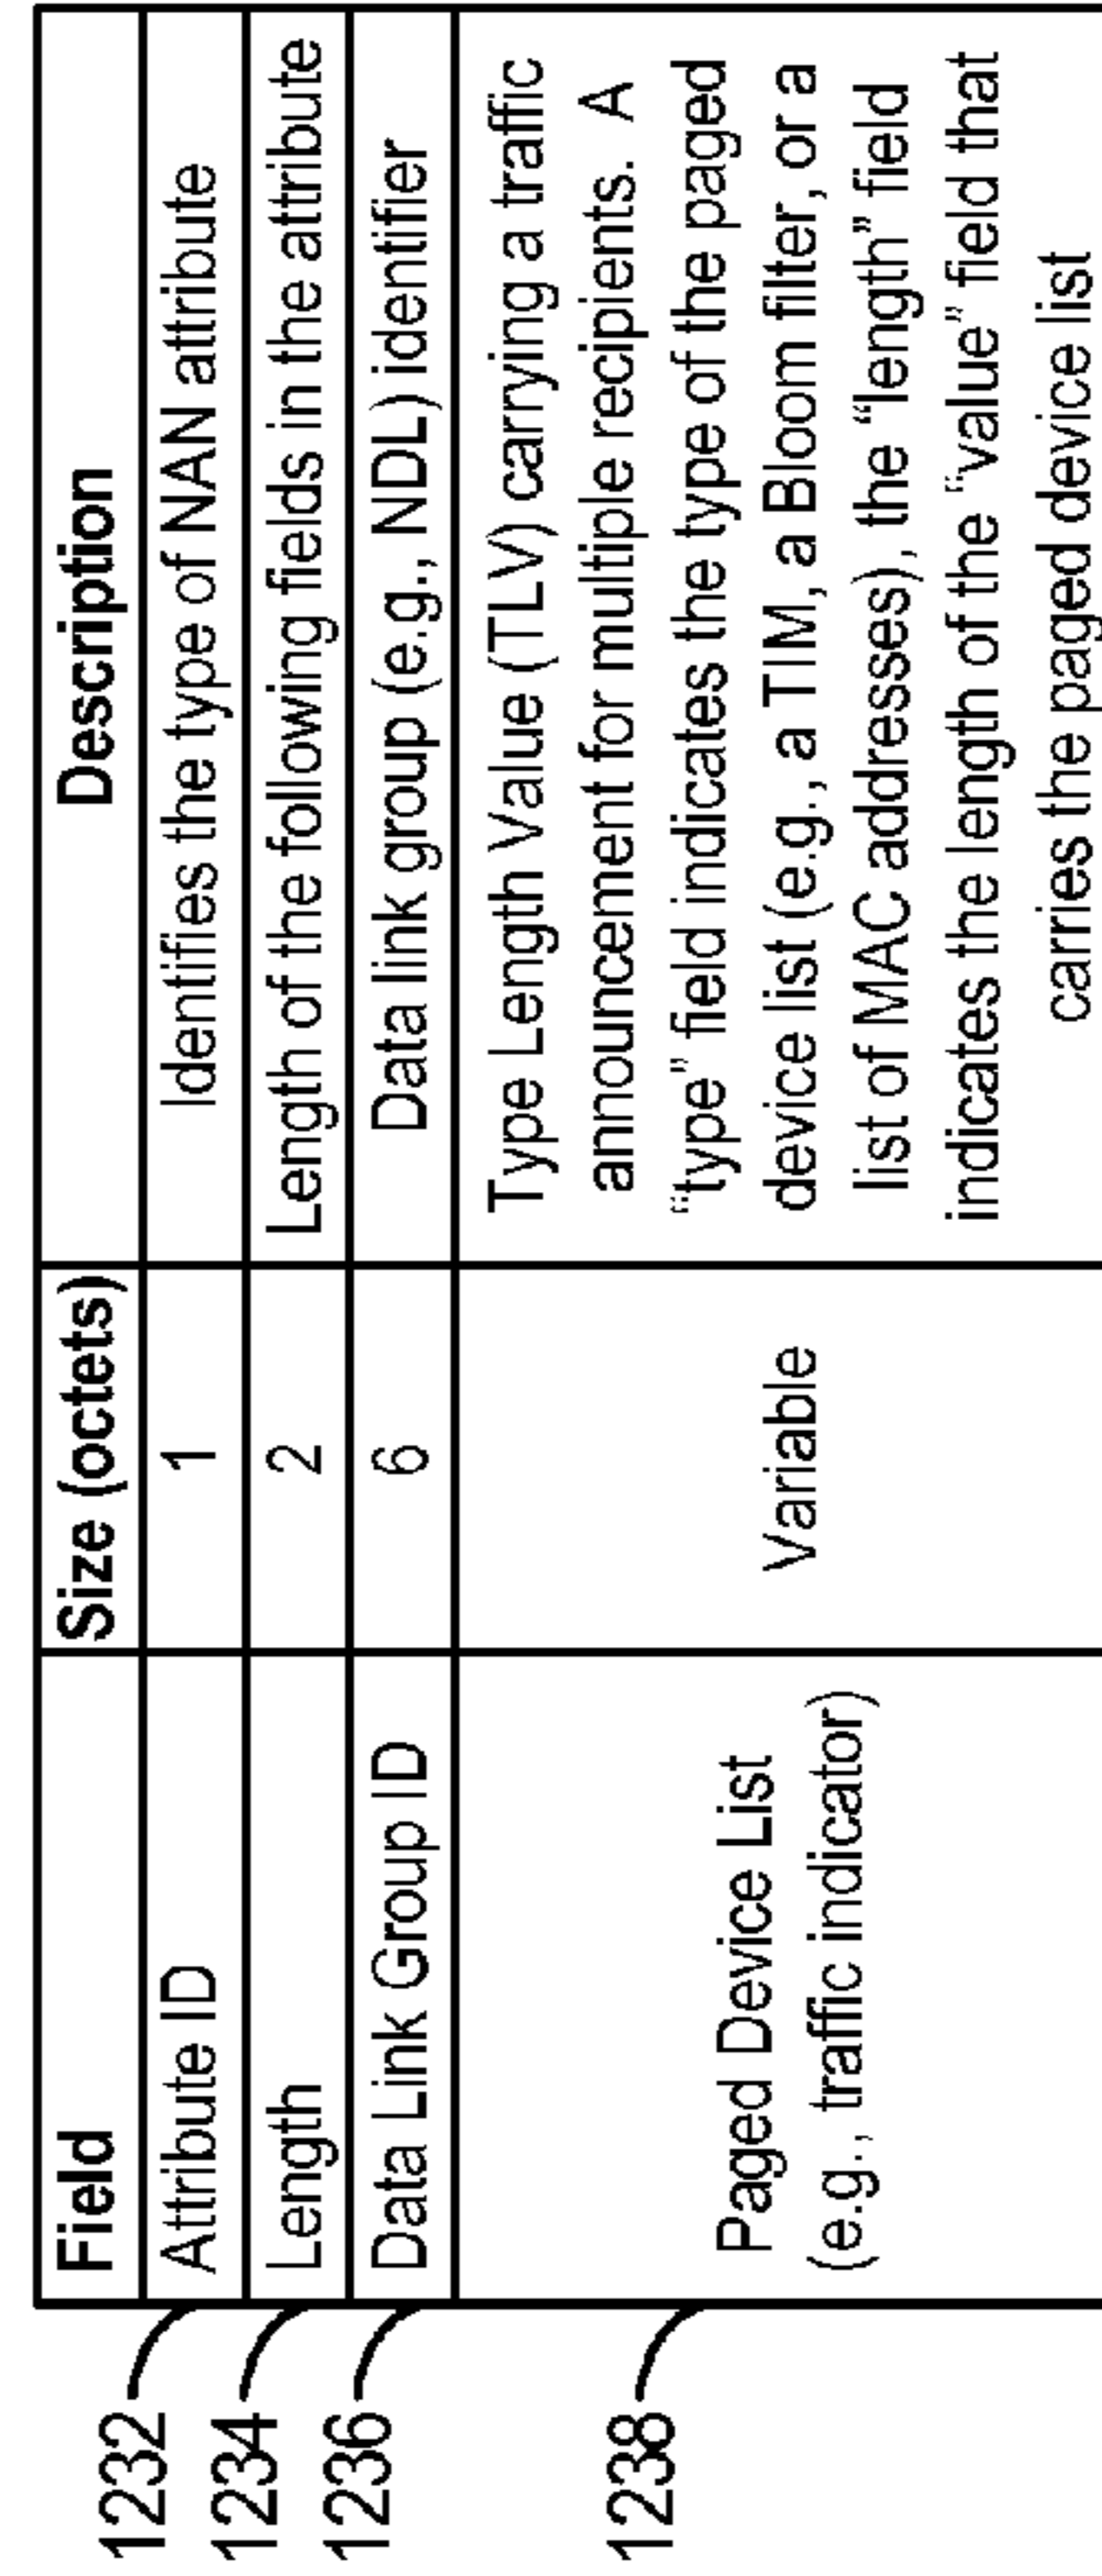 Field Size (octets) Description
1232 Attribute ID 1 Identifies the type of NAN attribute
1234 Length 2 Length of the following fields in the attribute
1236 Data Link Group ID 6 Data link group (e.g., NDL) identifier
1238 Paged Device List
(e.g., traffic indicator)
Variable
Type Length Value (TLV) carrying a traffic
announcement for multiple recipients. A
“type” field indicates the type of the paged
device list (e.g., a TIM, a Bloom filter, or a
list of MAC addresses), the “length” field
indicates the length of the “value” field that
carries the paged device list